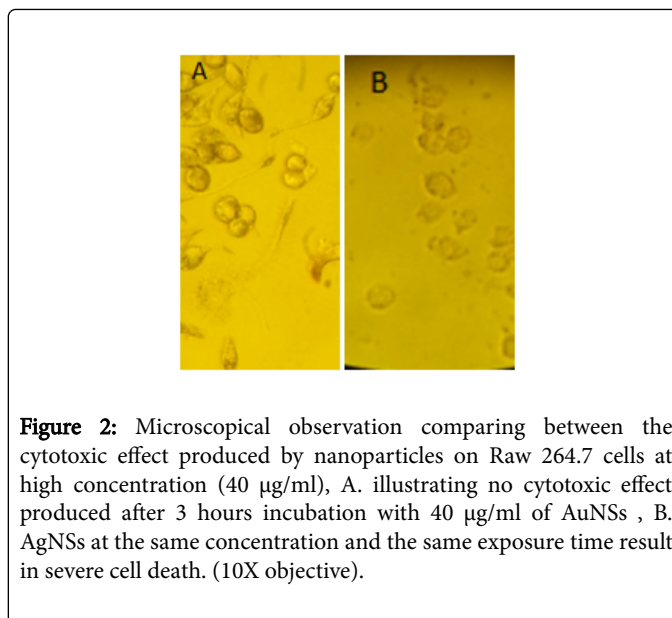 A B
Figure 2: Microscopical observation comparing between the
cytotoxic effect produced by nanoparticles on Raw 264.7 cells at
high concentration (40 μg/ml), A. illustrating no cytotoxic effect
produced after 3 hours incubation with 40 μg/ml of AuNSs , B.
AgNSs at the same concentration and the same exposure time result
in severe cell death. (10X objective).